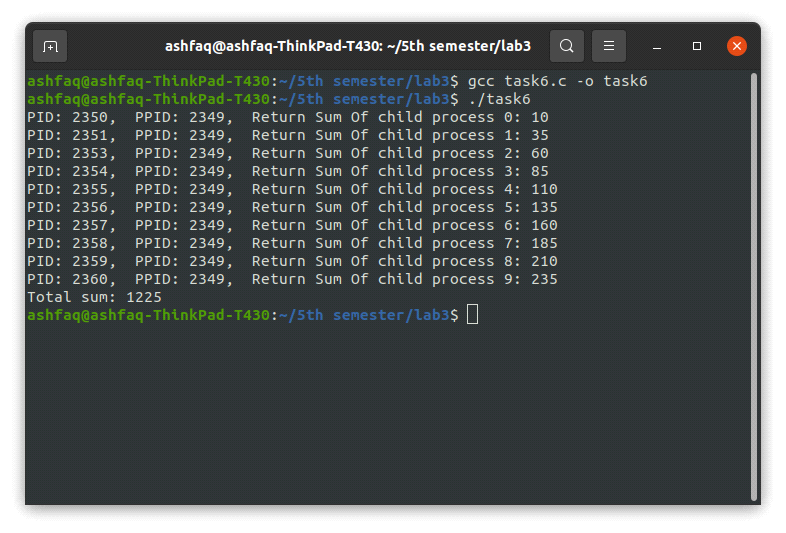 ashfaq@ashfaq-ThinkPad-T430: ~/5th semester/lab3
ashfaq@ashfaq-ThinkPad-T430:~/5th semester/lab3$ gcc task6.c -o task6
ashfaq@ashfaq-ThinkPad-T430:~/5th semester/lab3$ ./task6
PID: 2350,  PPID: 2349,  Return Sum Of child process 0: 10
PID: 2351,  PPID: 2349,  Return Sum Of child process 1: 35
PID: 2353,  PPID: 2349,  Return Sum Of child process 2: 60
PID: 2354,  PPID: 2349,  Return Sum Of child process 3: 85
PID: 2355,  PPID: 2349,  Return Sum Of child process 4: 110
PID: 2356,  PPID: 2349,  Return Sum Of child process 5: 135
PID: 2357,  PPID: 2349,  Return Sum Of child process 6: 160
PID: 2358,  PPID: 2349,  Return Sum Of child process 7: 185
PID: 2359,  PPID: 2349,  Return Sum Of child process 8: 210
PID: 2360,  PPID: 2349,  Return Sum Of child process 9: 235
Total sum: 1225
ashfaq@ashfaq-ThinkPad-T430:~/5th semester/lab3$